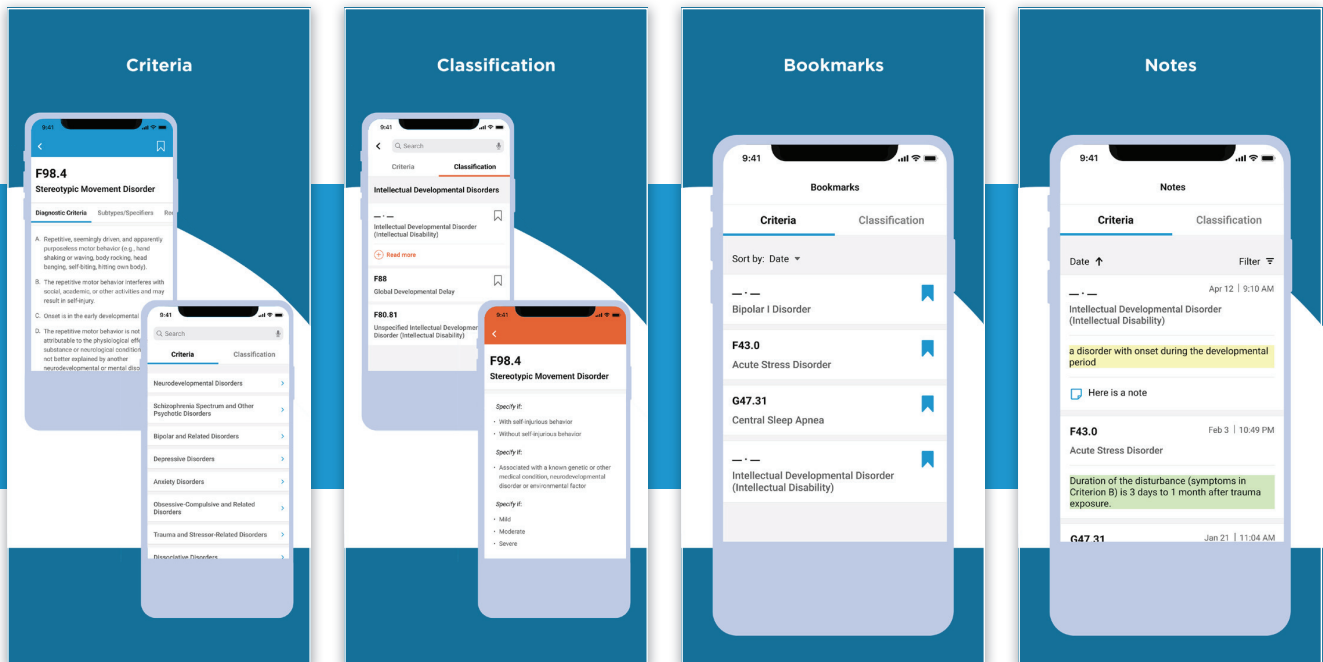 Criteria
9:41
F98.4
Stereotypic Movement Disorder
Diagnostic Criteria Subtypes/Specifiers
A. Repetitive, seemingly driven, and apparently
purposeless motor behavior (e.g., hand
shaking or waving, body rocking, head
banging, self-biting, hitting own body).
B. The repetitive motor behavior interferes with
social, academic, or other activities and may
result in self-injury.
C. Onset is in the early developmental
D. The repetitive motor behavior is not
attributable to the physiological
substance or neurological condition
not better explained by another
neurodevelopmental or mental
9:41
Search
Criteria Classification
Neurodevelopmental Disorders
Schizophrenia Spectrum and Other
Psychotic Disorders
Bipolar and Related Disorders
Depressive Disorders
Anxiety Disorders
Obsessive-Compulsive and Related
Disorders
Trauma and Stressor-Related Disorders
Dissociative Disorders
Classification
9:41
Search
Criteria Classification
Intellectual Developmental Disorders
_ . _
Intellectual Developmental Disorder
(Intellectual Disability)
Read more
F88
Global Developmental Delay
F80.81
Unspecified Intellectual
Disorder (Intellectual Disability)
9:41
F98.4
Stereotypic Movement Disorder
Specify if:
• With self-injurious behavior
• Without self-injurious behavior
Specify if:
• Associated with a known genetic or other
medical condition, neurodevelopmental
disorder or environmental factor
Specify if:
• Mild
• Moderate
• Severe
Bookmarks
9:41
Bookmarks
Criteria Classification
Sort by: Date
_ . _
Bipolar I Disorder
F43.0
Acute Stress Disorder
G47.31
Central Sleep Apnea
_ . _
Intellectual Developmental Disorder
(Intellectual Disability)
Notes
9:41
Notes
Criteria Classification
Date ↑ Filter
_ . _ Apr 12 | 9:10 AM
Intellectual Developmental Disorder
(Intellectual Disability)
a disorder with onset during the developmental
period
Here is a note
F43.0 Feb 3 | 10:49 PM
Acute Stress Disorder
Duration of the disturbance (symptoms in
Criterion B) is 3 days to 1 month after trauma
exposure.
G47.31 Jan 21 | 11:04 AM